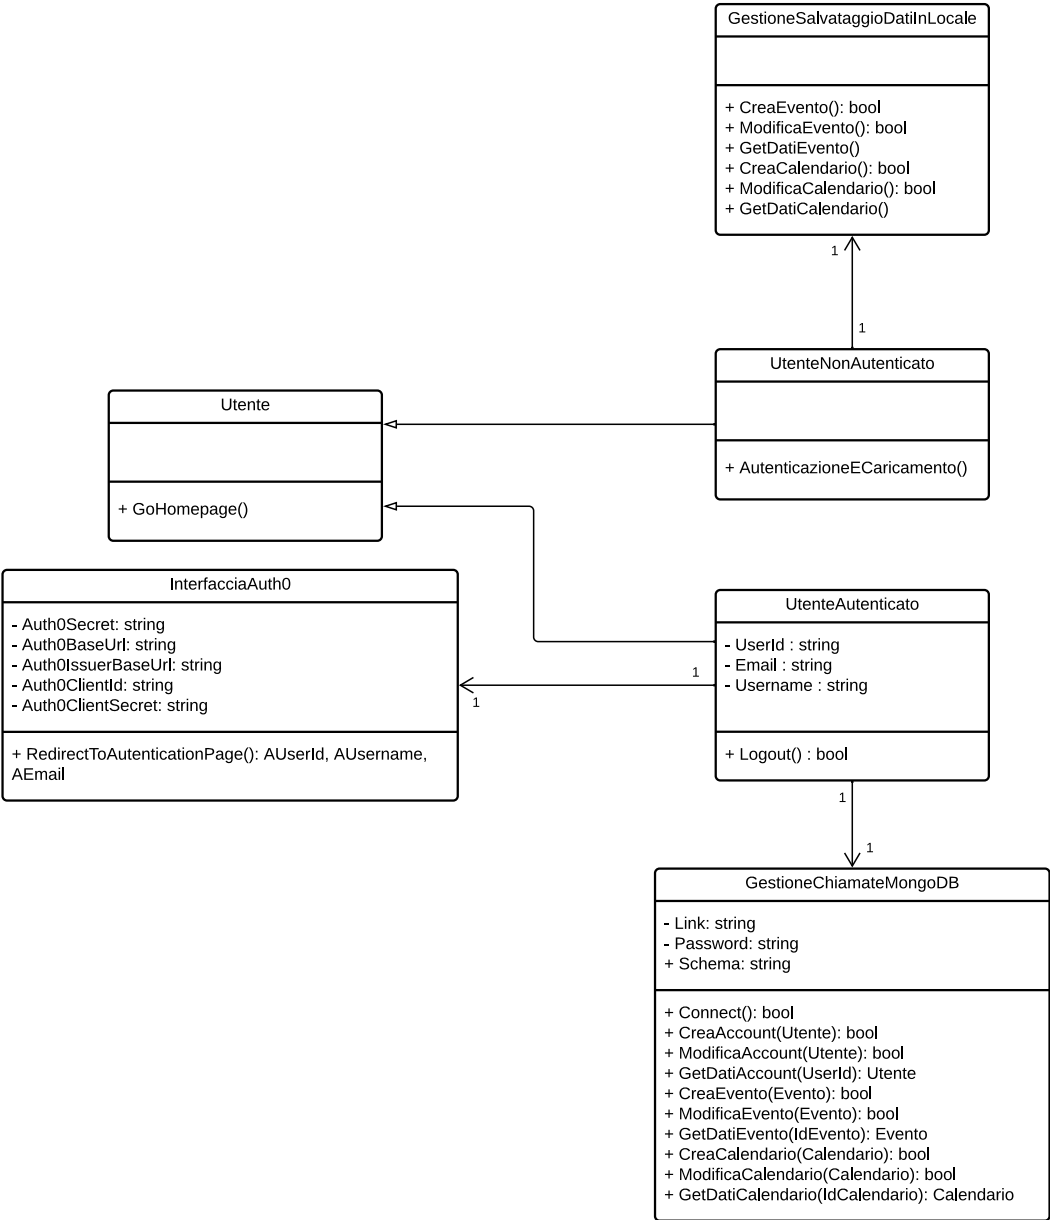 GestioneSalvataggioDatiInLocale
+ CreaEvento(): bool
+ ModificaEvento(): bool
+ GetDatiEvento()
+ CreaCalendario(): bool
+ ModificaCalendario(): bool
+ GetDatiCalendario()
1
1
UtenteNonAutenticato
+ AutenticazioneECaricamento()
Utente
+ GoHomepage()
InterfacciaAuth0
- Auth0Secret: string
- Auth0BaseUrl: string
- Auth0IssuerBaseUrl: string
- Auth0ClientId: string
- Auth0ClientSecret: string
+ RedirectToAutenticationPage(): AUserId, AUsername,
AEmail
1
1
UtenteAutenticato
- UserId : string
- Email : string
- Username : string
+ Logout() : bool
1
1
GestioneChiamateMongoDB
- Link: string
- Password: string
+ Schema: string
+ Connect(): bool
+ CreaAccount(Utente): bool
+ ModificaAccount(Utente): bool
+ GetDatiAccount(UserId): Utente
+ CreaEvento(Evento): bool
+ ModificaEvento(Evento): bool
+ GetDatiEvento(IdEvento): Evento
+ CreaCalendario(Calendario): bool
+ ModificaCalendario(Calendario): bool
+ GetDatiCalendario(IdCalendario): Calendario